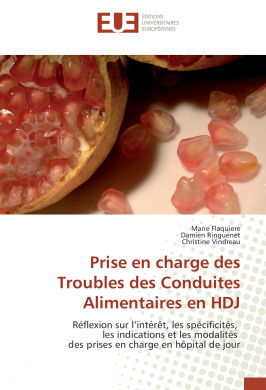 EUE
ÉDITIONS
UNIVERSITAIRES
EUROPÉENNES
Marie Flaquiere
Damien Ringuenet
Christine Vindreau
Prise en charge des
Troubles des Conduites
Alimentaires en HDJ
Réflexion sur l'intérêt, les spécificités,
les indications et les modalités
des prises en charge en hôpital de jour